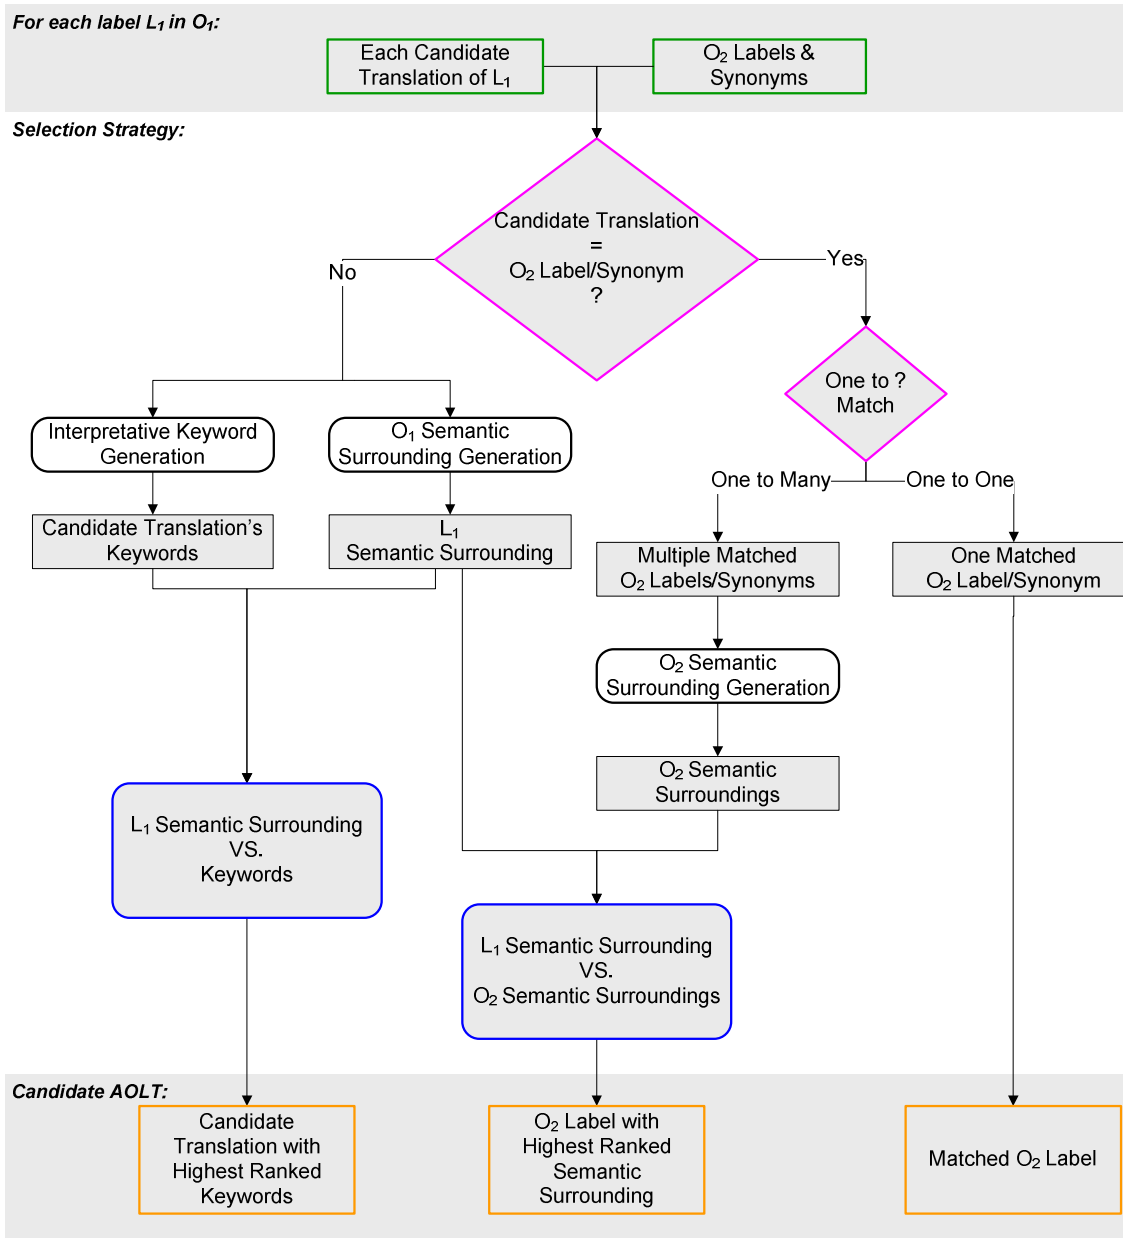 For each label L₁ in O₁:
Each Candidate
Translation of L₁
O₂ Labels &
Synonyms
Selection Strategy:
Candidate Translation
=
O₂ Label/Synonym
?
No
Yes
One to ?
Match
Interpretative Keyword
Generation
O₁ Semantic
Surrounding Generation
One to Many
One to One
Candidate Translation's
Keywords
L₁
Semantic Surrounding
Multiple Matched
O₂ Labels/Synonyms
One Matched
O₂ Label/Synonym
O₂ Semantic
Surrounding Generation
O₂ Semantic
Surroundings
L₁ Semantic Surrounding
VS.
Keywords
L₁ Semantic Surrounding
VS.
O₂ Semantic Surroundings
Candidate AOLT:
Candidate
Translation with
Highest Ranked
Keywords
O₂ Label with
Highest Ranked
Semantic
Surrounding
Matched O₂ Label